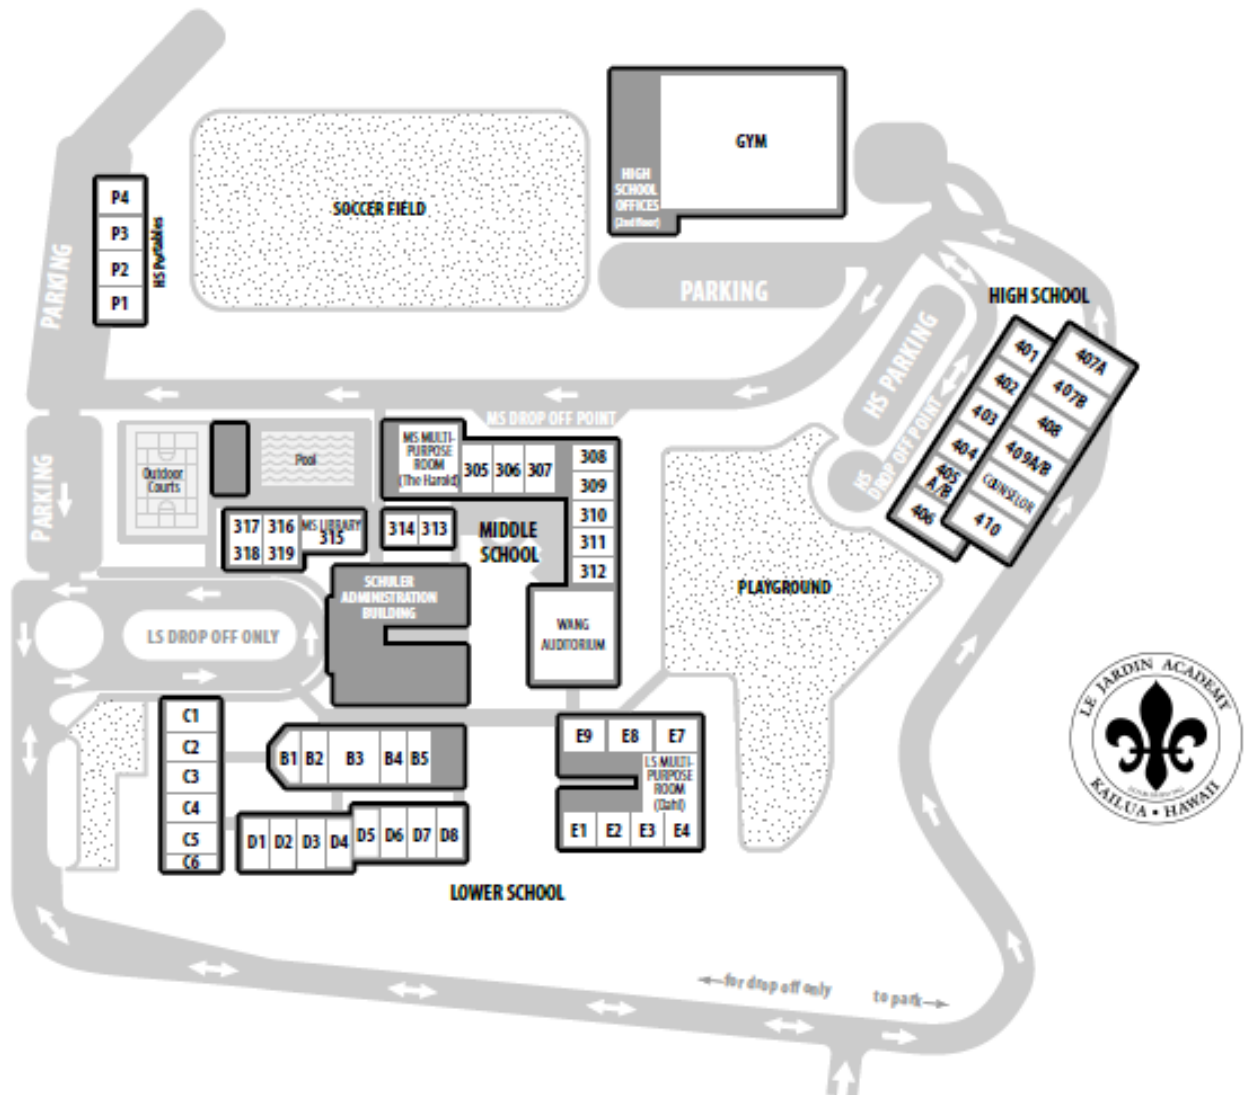 GYM
HIGH
SCHOOL
OFFICES
(2nd floor)
SOCCER FIELD
P4
P3
P2
P1
HS Portables
PARKING
PARKING
HIGH SCHOOL
HS PARKING
HS
DROP OFF POINT
401
402
403
404
405
A/B
406
407A
407B
408
409A/B
COUNSELOR
410
MS DROP OFF POINT
PARKING
Outdoor
Courts
Pool
MS MULTI-
PURPOSE
ROOM
(The Harold)
305 306 307
308
309
310
311
312
317 316 MS LIBRARY
315
318 319
314 313
MIDDLE
SCHOOL
SCHULER
ADMINISTRATION
BUILDING
WANG
AUDITORIUM
PLAYGROUND
LS DROP OFF ONLY
C1
C2
C3
C4
C5
C6
B1 B2 B3 B4 B5
D1 D2 D3 D4 D5 D6 D7 D8
E9 E8 E7
LS MULTI-
PURPOSE
ROOM
(Dahl)
E1 E2 E3 E4
LOWER SCHOOL
LE JARDIN ACADEMY
KAILUA • HAWAII
for drop off only
to park